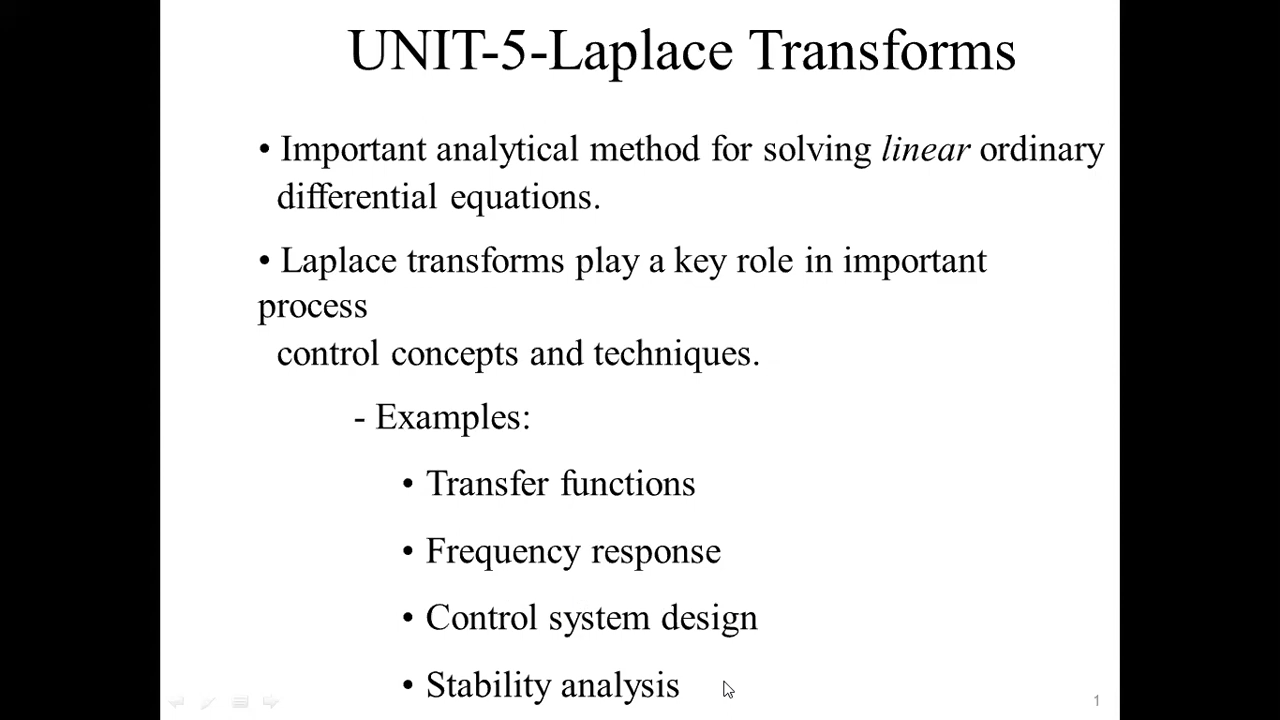 UNIT-5-Laplace Transforms
• Important analytical method for solving linear ordinary
differential equations.
• Laplace transforms play a key role in important
process
control concepts and techniques.
- Examples:
• Transfer functions
• Frequency response
• Control system design
• Stability analysis
1